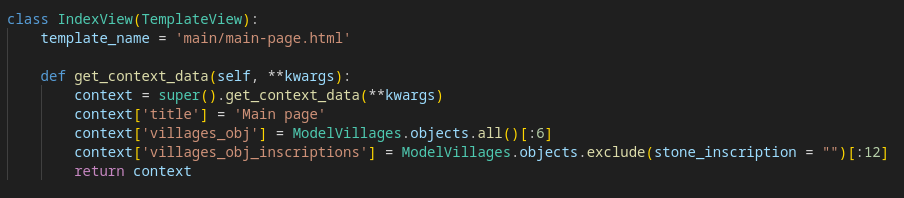 class IndexView(TemplateView):
    template_name = 'main/main-page.html'

    def get_context_data(self, **kwargs):
        context = super().get_context_data(**kwargs)
        context['title'] = 'Main page'
        context['villages_obj'] = ModelVillages.objects.all()[:6]
        context['villages_obj_inscriptions'] = ModelVillages.objects.exclude(stone_inscription = "")[:12]
        return context